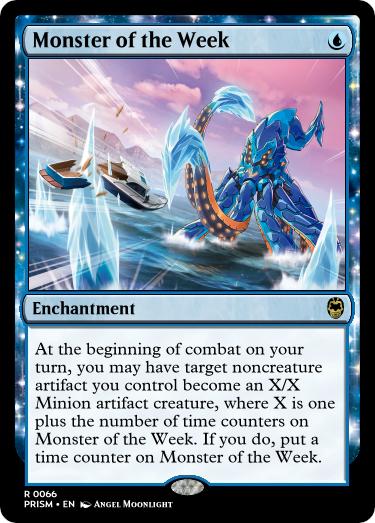 Monster of the Week
Enchantment
At the beginning of combat on your
turn, you may have target noncreature
artifact you control become an X/X
Minion artifact creature, where X is one
plus the number of time counters on
Monster of the Week. If you do, put a
time counter on Monster of the Week.
R 0066
PRISM • EN Angel Moonlight